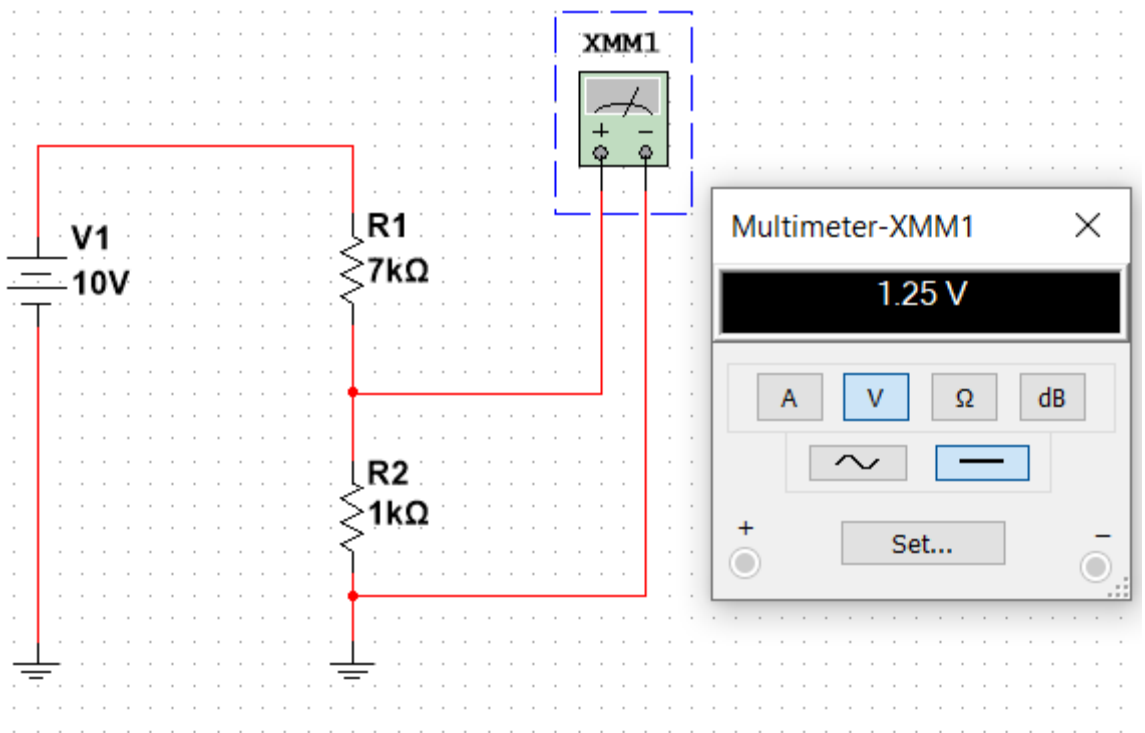 XMM1
+ −
V1
10V
R1
7kΩ
R2
1kΩ
Multimeter-XMM1
1.25 V
A V Ω dB
+ −
Set...